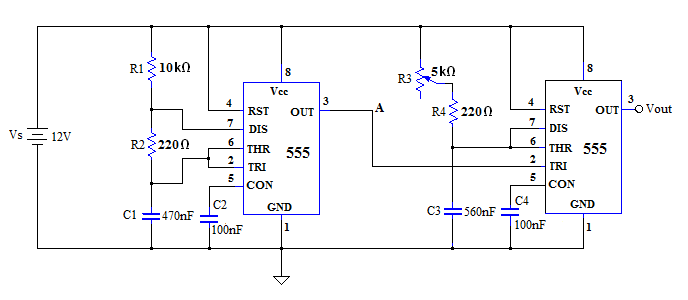 Vs 12V
R1 10kΩ
R2 220Ω
C1 470nF
C2 100nF
8
Vcc
4 RST
OUT 3
7 DIS
6 THR
555
2 TRI
5 CON
GND
1
A
R3 5kΩ
R4 220Ω
C3 560nF
C4 100nF
8
Vcc
4 RST
OUT 3 Vout
7 DIS
6 THR 555
2 TRI
5 CON
GND
1